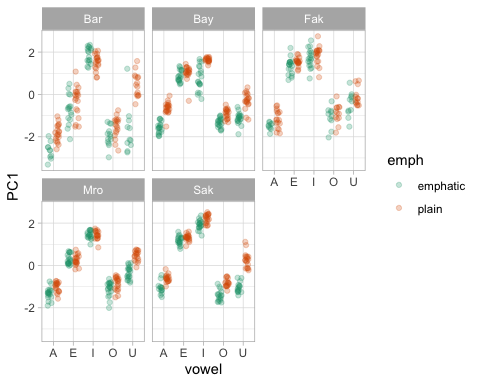 Bar Bay Fak
2
0
-2
A E I O U
Mro Sak
2
0
-2
A E I O U A E I O U
PC1
vowel
emph
emphatic
plain